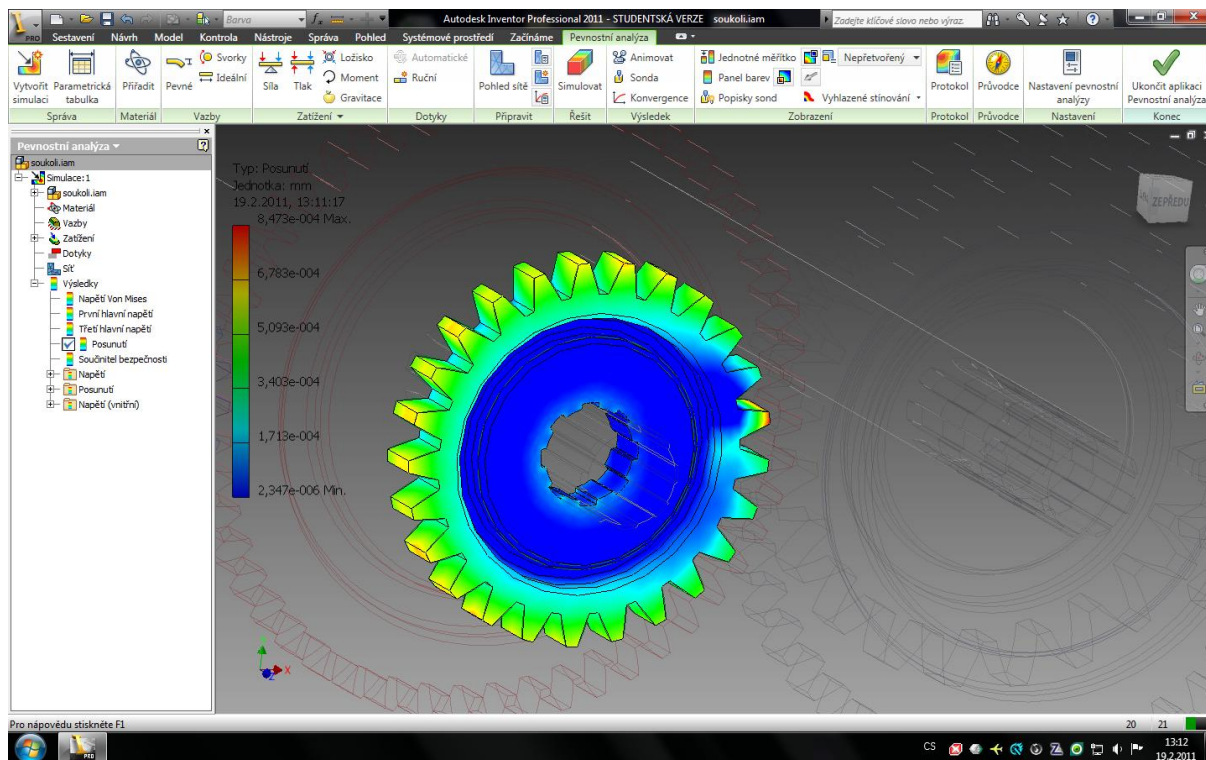 Barva
Autodesk Inventor Professional 2011 - STUDENTSKÁ VERZE soukoli.iam
Zadejte klíčové slovo nebo výraz.
PRO
Sestavení Návrh Model Kontrola Nástroje Správa Pohled Systémové prostředí Začínáme Pevnostní analýza
Vytvořit simulaci
Parametrická tabulka
Přiřadit
Pevné
Svorky
Ideální
Síla
Tlak
Ložisko
Moment
Gravitace
Automatické
Ruční
Pohled sítě
Simulovat
Animovat
Sonda
Konvergence
Jednotné měřítko
Nepřetvořený
Panel barev
Popisky sond
Vyhlazené stínování
Protokol
Průvodce
Nastavení pevnostní analýzy
Ukončit aplikaci Pevnostní analýza
Správa Materiál Vazby Zatížení Dotyky Připravit Řešit Výsledek Zobrazení Protokol Průvodce Nastavení Konec
Pevnostní analýza
soukoli.iam
Simulace:1
soukoli.iam
Materiál
Vazby
Zatížení
Dotyky
Síť
Výsledky
Napětí Von Mises
První hlavní napětí
Třetí hlavní napětí
Posunutí
Součinitel bezpečnosti
Napětí
Posunutí
Napětí (vnitřní)
Typ: Posunutí
Jednotka: mm
19.2.2011, 13:11:17
8,473e-004 Max.
6,783e-004
5,093e-004
3,403e-004
1,713e-004
2,347e-006 Min.
ZEPŘEDU
Y
X
Z
Pro nápovědu stiskněte F1
20 21
PRO
CS
13:12
19.2.2011